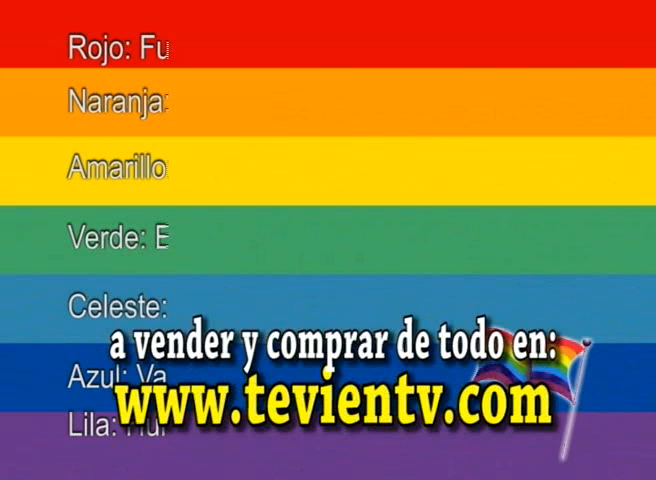 Rojo: Fu
Naranja:
Amarillo
Verde: E
Celeste:
a vender y comprar de todo en:
Azul: Va
www.tevientv.com
Lila: